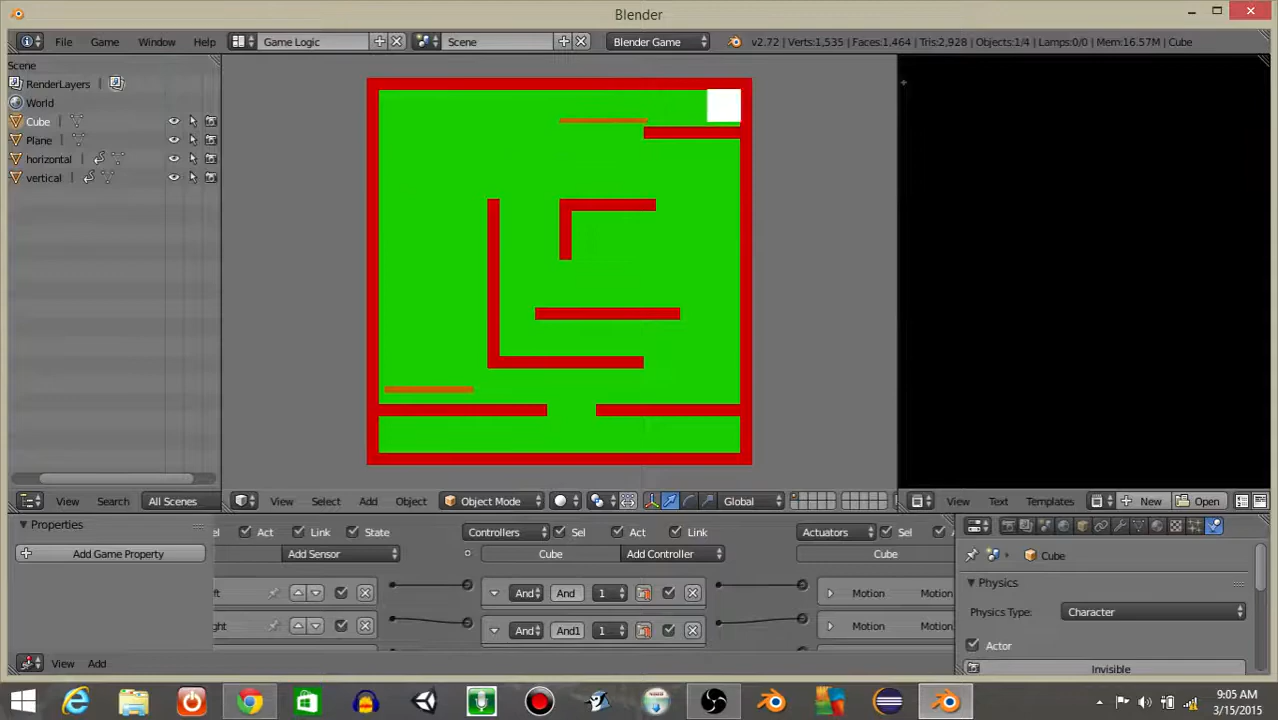 Blender
File Game Window Help Game Logic Scene Blender Game v2.72 | Verts:1,535 | Faces:1,464 | Tris:2,928 | Objects:1/4 | Lamps:0/0 | Mem:16.57M | Cube
Scene
RenderLayers |
World
Cube |
Plane |
horizontal |
vertical |
View Search All Scenes View Select Add Object Object Mode Global View Text Templates New Open
Properties Act Link State Controllers Sel Act Link Actuators Sel
Add Game Property Add Sensor Cube Add Controller Cube Cube
Physics
ft And And 1 Motion Motion
Physics Type: Character
ght And And1 1 Motion Motion
Actor
View Add Invisible
9:05 AM
3/15/2015